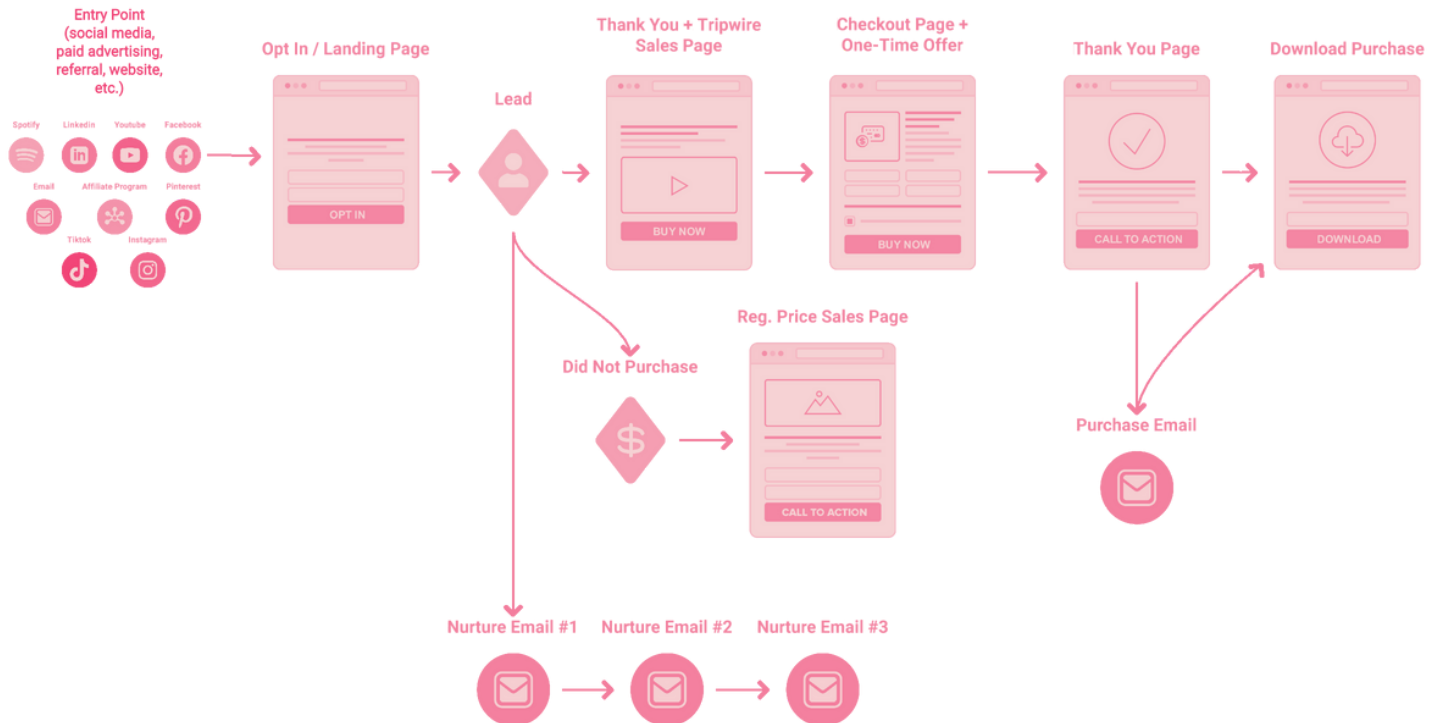 Entry Point
(social media,
paid advertising,
referral, website,
etc.)
Opt In / Landing Page
Lead
Thank You + Tripwire
Sales Page
Checkout Page +
One-Time Offer
Thank You Page
Download Purchase
Spotify
Linkedin
Youtube
Facebook
Email
Affiliate Program
Pinterest
Tiktok
Instagram
OPT IN
BUY NOW
BUY NOW
CALL TO ACTION
DOWNLOAD
Reg. Price Sales Page
Did Not Purchase
CALL TO ACTION
Purchase Email
Nurture Email #1
Nurture Email #2
Nurture Email #3